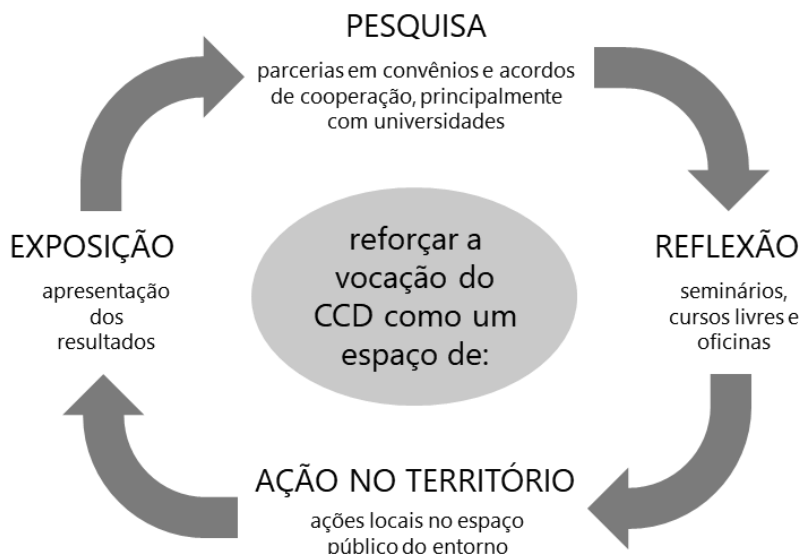 PESQUISA
parcerias em convênios e acordos
de cooperação, principalmente
com universidades
REFLEXÃO
seminários,
cursos livres e
oficinas
AÇÃO NO TERRITÓRIO
ações locais no espaço
público do entorno
EXPOSIÇÃO
apresentação
dos
resultados
reforçar a
vocação do
CCD como um
espaço de: